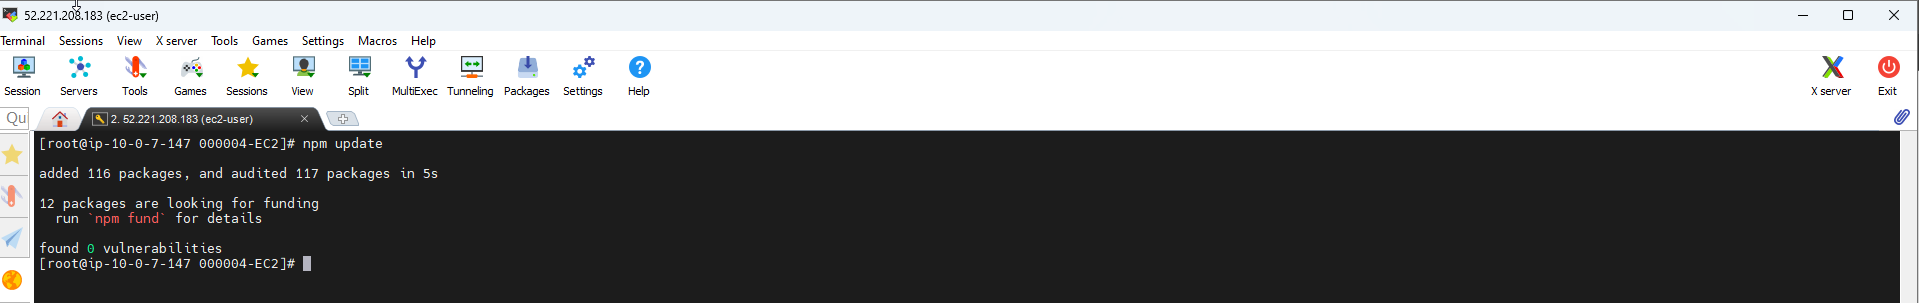 52.221.208.183 (ec2-user)
Terminal Sessions View X server Tools Games Settings Macros Help
Session Servers Tools Games Sessions View Split MultiExec Tunneling Packages Settings Help X server Exit
Qu 2. 52.221.208.183 (ec2-user)
[root@ip-10-0-7-147 000004-EC2]# npm update
added 116 packages, and audited 117 packages in 5s
12 packages are looking for funding
run `npm fund` for details
found 0 vulnerabilities
[root@ip-10-0-7-147 000004-EC2]#